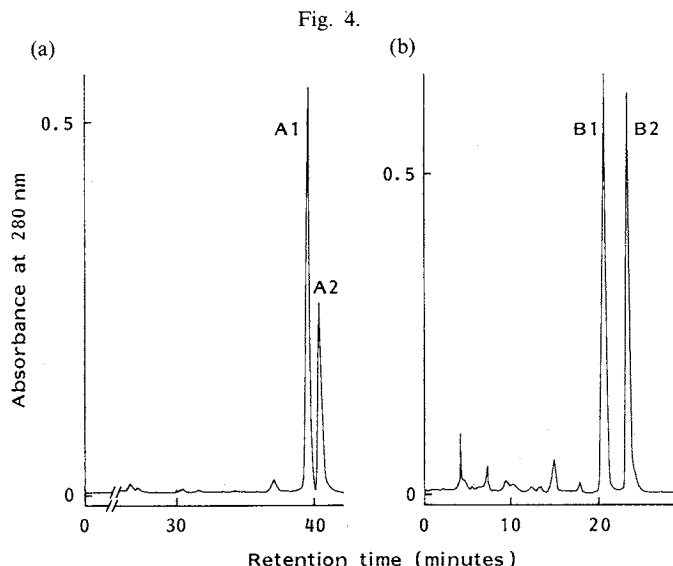 Fig. 4.
(a)
(b)
Absorbance at 280 nm
0.5
0
A1
A2
0
30
40
0.5
0
B1
B2
0
10
20
Retention time (minutes)